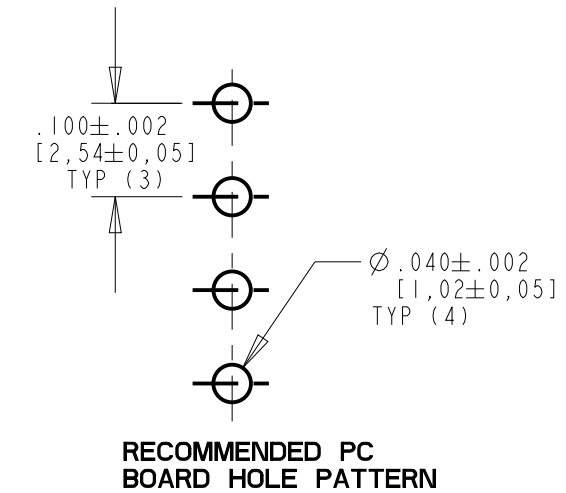 .100±.002
[2,54±0,05]
TYP (3)
Ø .040±.002
[1,02±0,05]
TYP (4)
RECOMMENDED PC
BOARD HOLE PATTERN